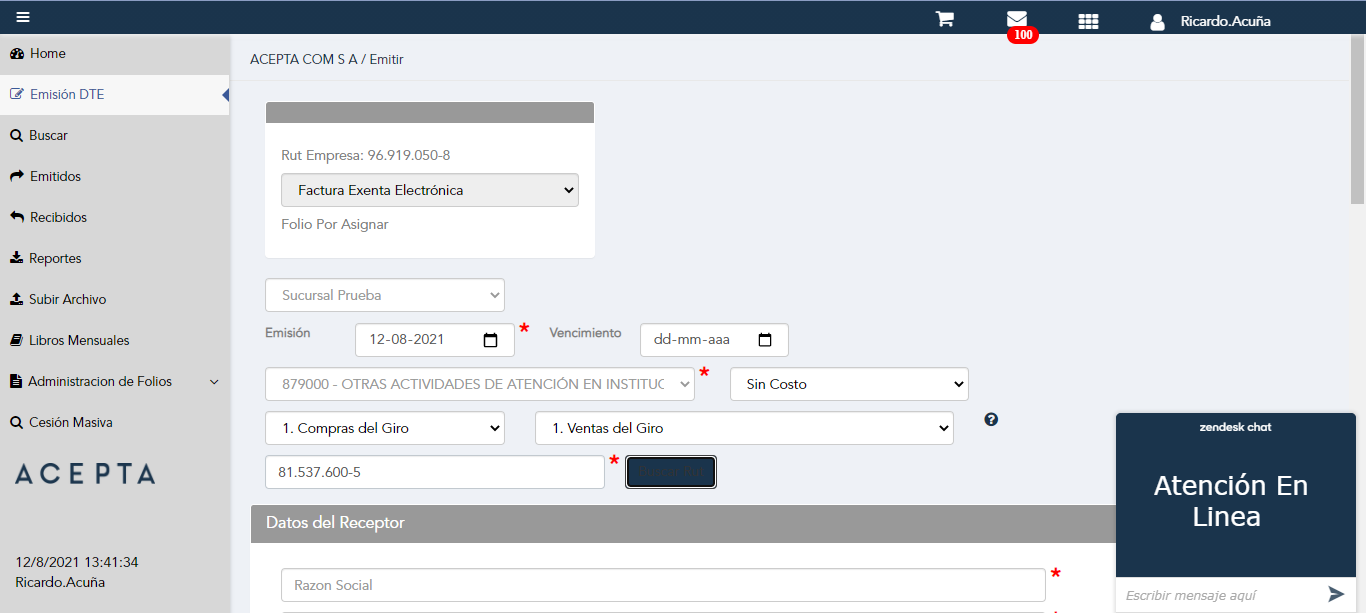 100
Ricardo.Acuña
Home
Emisión DTE
Buscar
Emitidos
Recibidos
Reportes
Subir Archivo
Libros Mensuales
Administracion de Folios
Cesión Masiva
ACEPTA
12/8/2021 13:41:34
Ricardo.Acuña
ACEPTA COM S A / Emitir
Rut Empresa: 96.919.050-8
Factura Exenta Electrónica
Folio Por Asignar
Sucursal Prueba
Emisión 12-08-2021 * Vencimiento dd-mm-aaa
879000 - OTRAS ACTIVIDADES DE ATENCIÓN EN INSTITUC * Sin Costo
1. Compras del Giro 1. Ventas del Giro ?
81.537.600-5 *
Datos del Receptor
Razon Social *
zendesk chat
Atención En
Linea
Escribir mensaje aquí